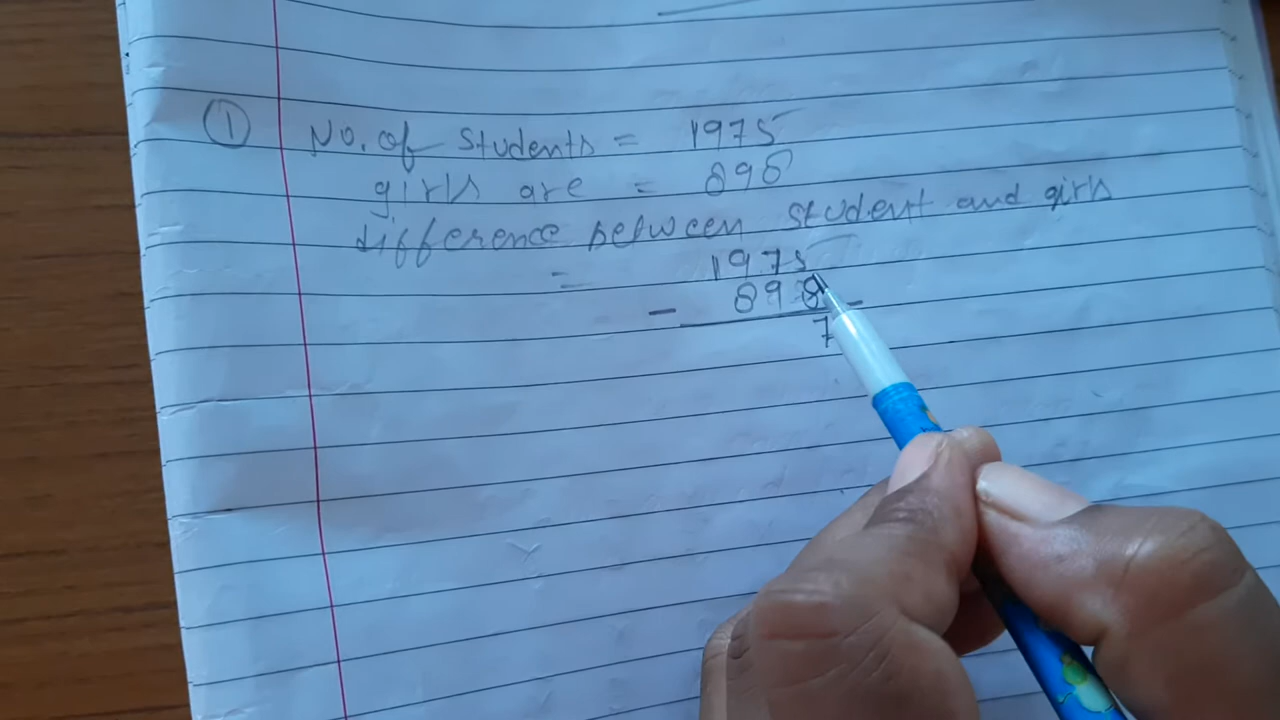 ① No. of students = 1975
girls are = 898
difference between student and girls
= 1975
- 898 -
7